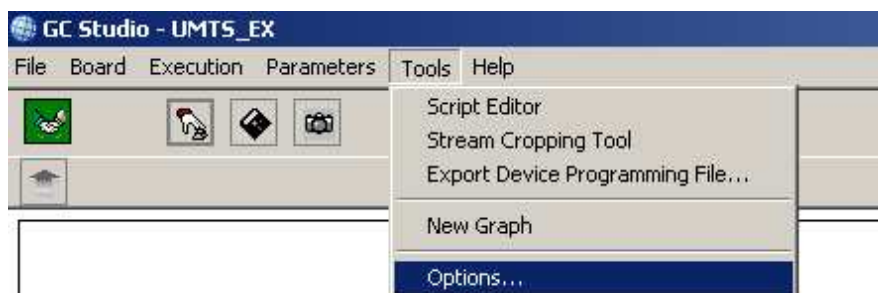 GC Studio - UMTS_EX
File Board Execution Parameters Tools Help
Script Editor
Stream Cropping Tool
Export Device Programming File...
New Graph
Options...